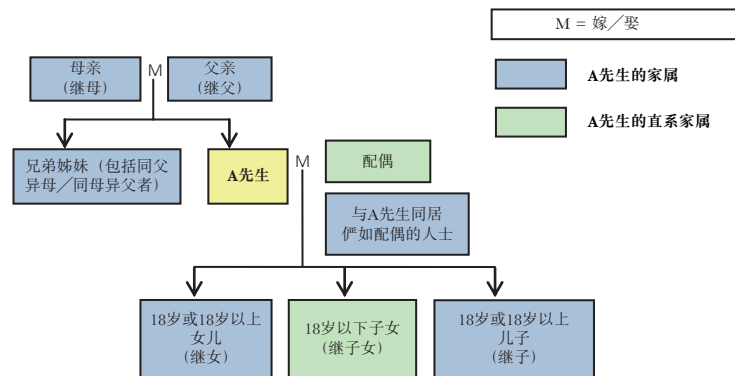 M = 嫁／娶
母亲
(继母)
M
父亲
(继父)
A先生的家属
A先生的直系家属
兄弟姊妹（包括同父
异母／同母异父者）
A先生
M
配偶
与A先生同居
俨如配偶的人士
18岁或18岁以上
女儿
(继女)
18岁以下子女
(继子女)
18岁或18岁以上
儿子
(继子)